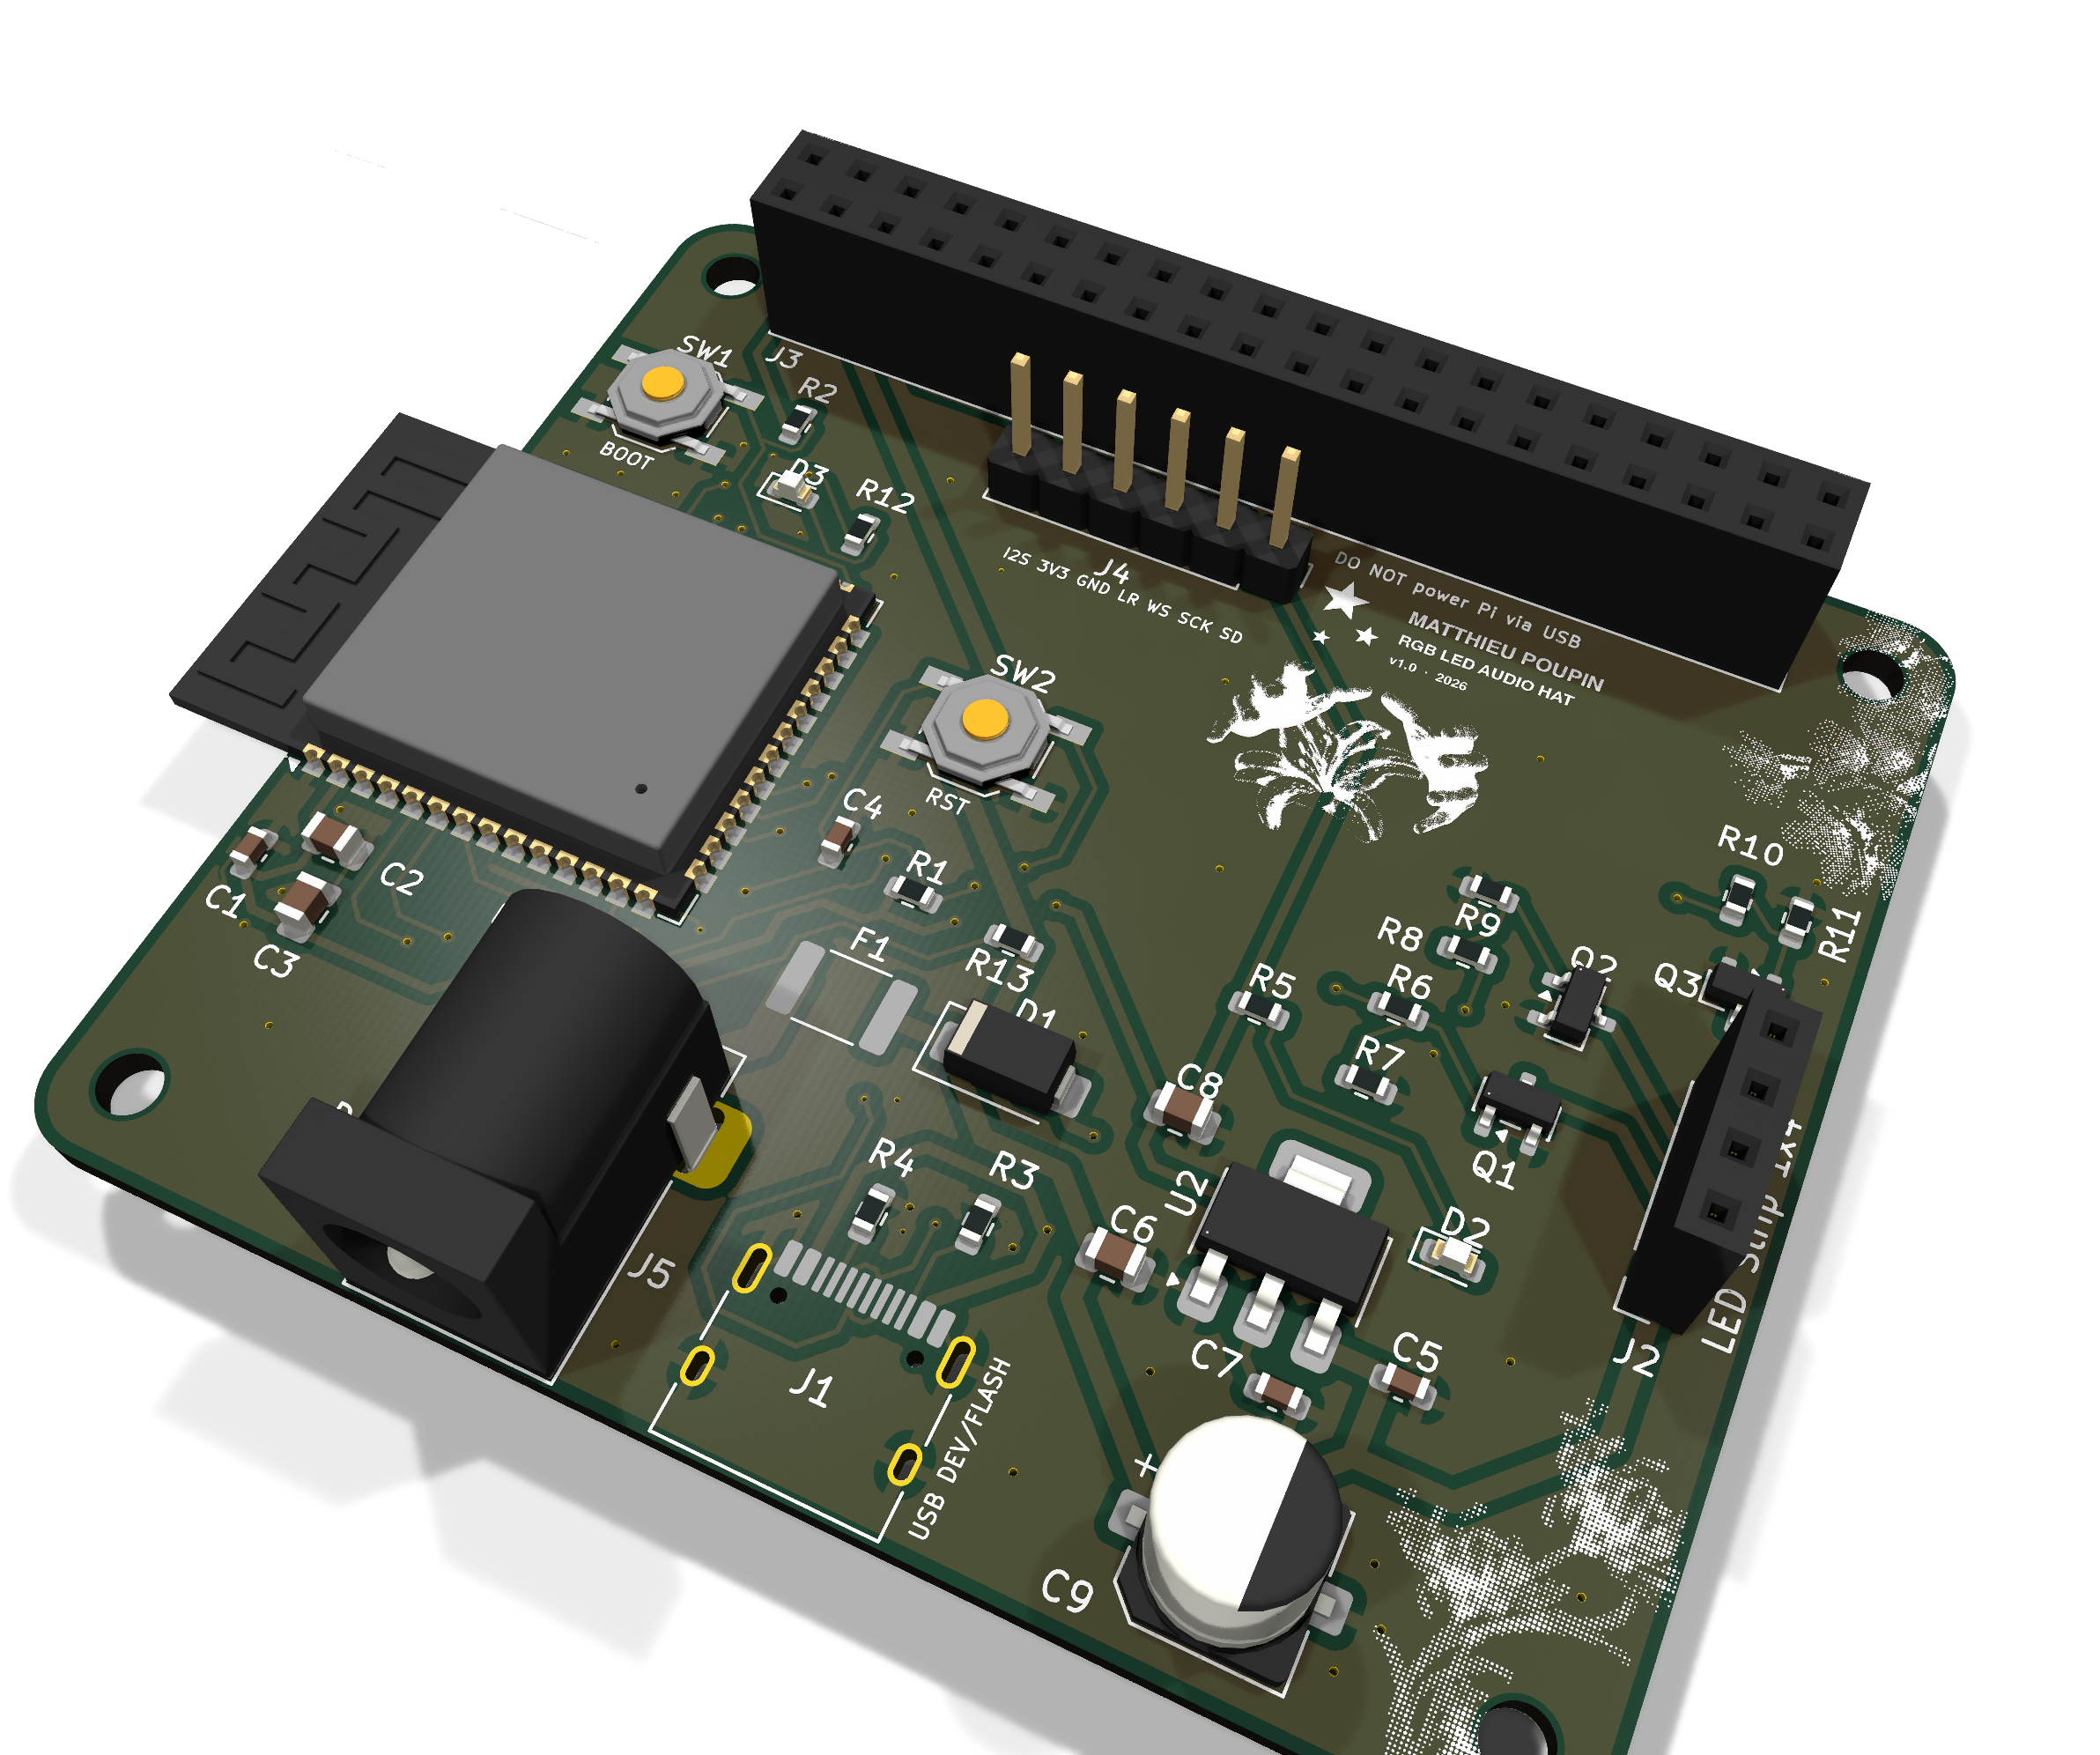 SW1
J3
R2
BOOT
D3
R12
J4
I2S 3V3 GND LR WS SCK SD
DO NOT power Pi via USB
MATTHIEU POUPIN
RGB LED AUDIO HAT
v1.0 · 2026
SW2
RST
C4
R1
C1
C2
C3
F1
R13
D1
R10
R11
R9
R8
Q2
Q3
R5
R6
R7
C8
Q1
R4
R3
U2
C6
D2
J5
J1
C7
C5
J2
LED Strip
USB DEV/FLASH
+
C9